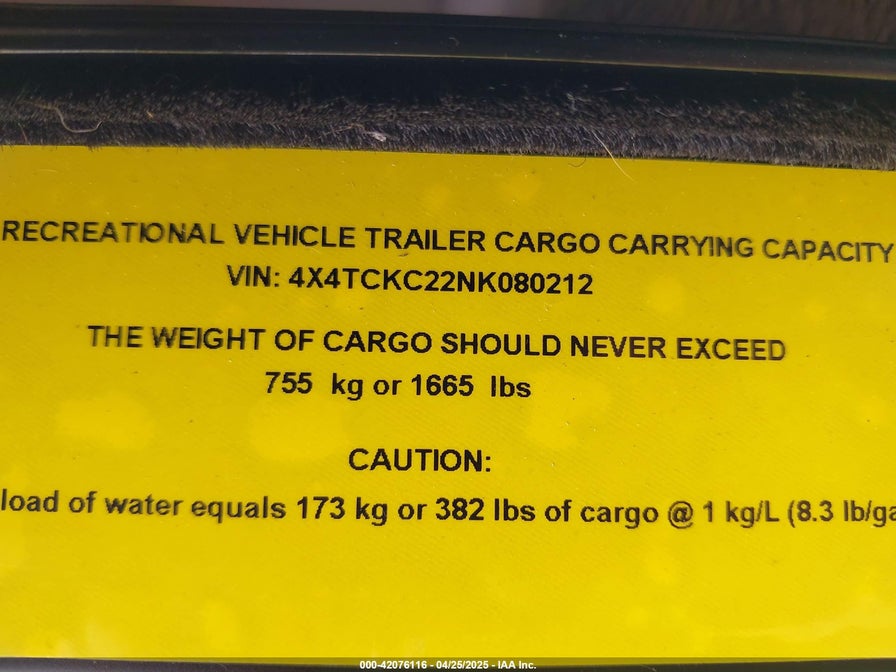 RECREATIONAL VEHICLE TRAILER CARGO CARRYING CAPACITY
VIN: 4X4TCKC22NK080212
THE WEIGHT OF CARGO SHOULD NEVER EXCEED
755 kg or 1665 lbs
CAUTION:
load of water equals 173 kg or 382 lbs of cargo @ 1 kg/L (8.3 lb/ga
000-42076116 - 04/25/2025 - IAA Inc.